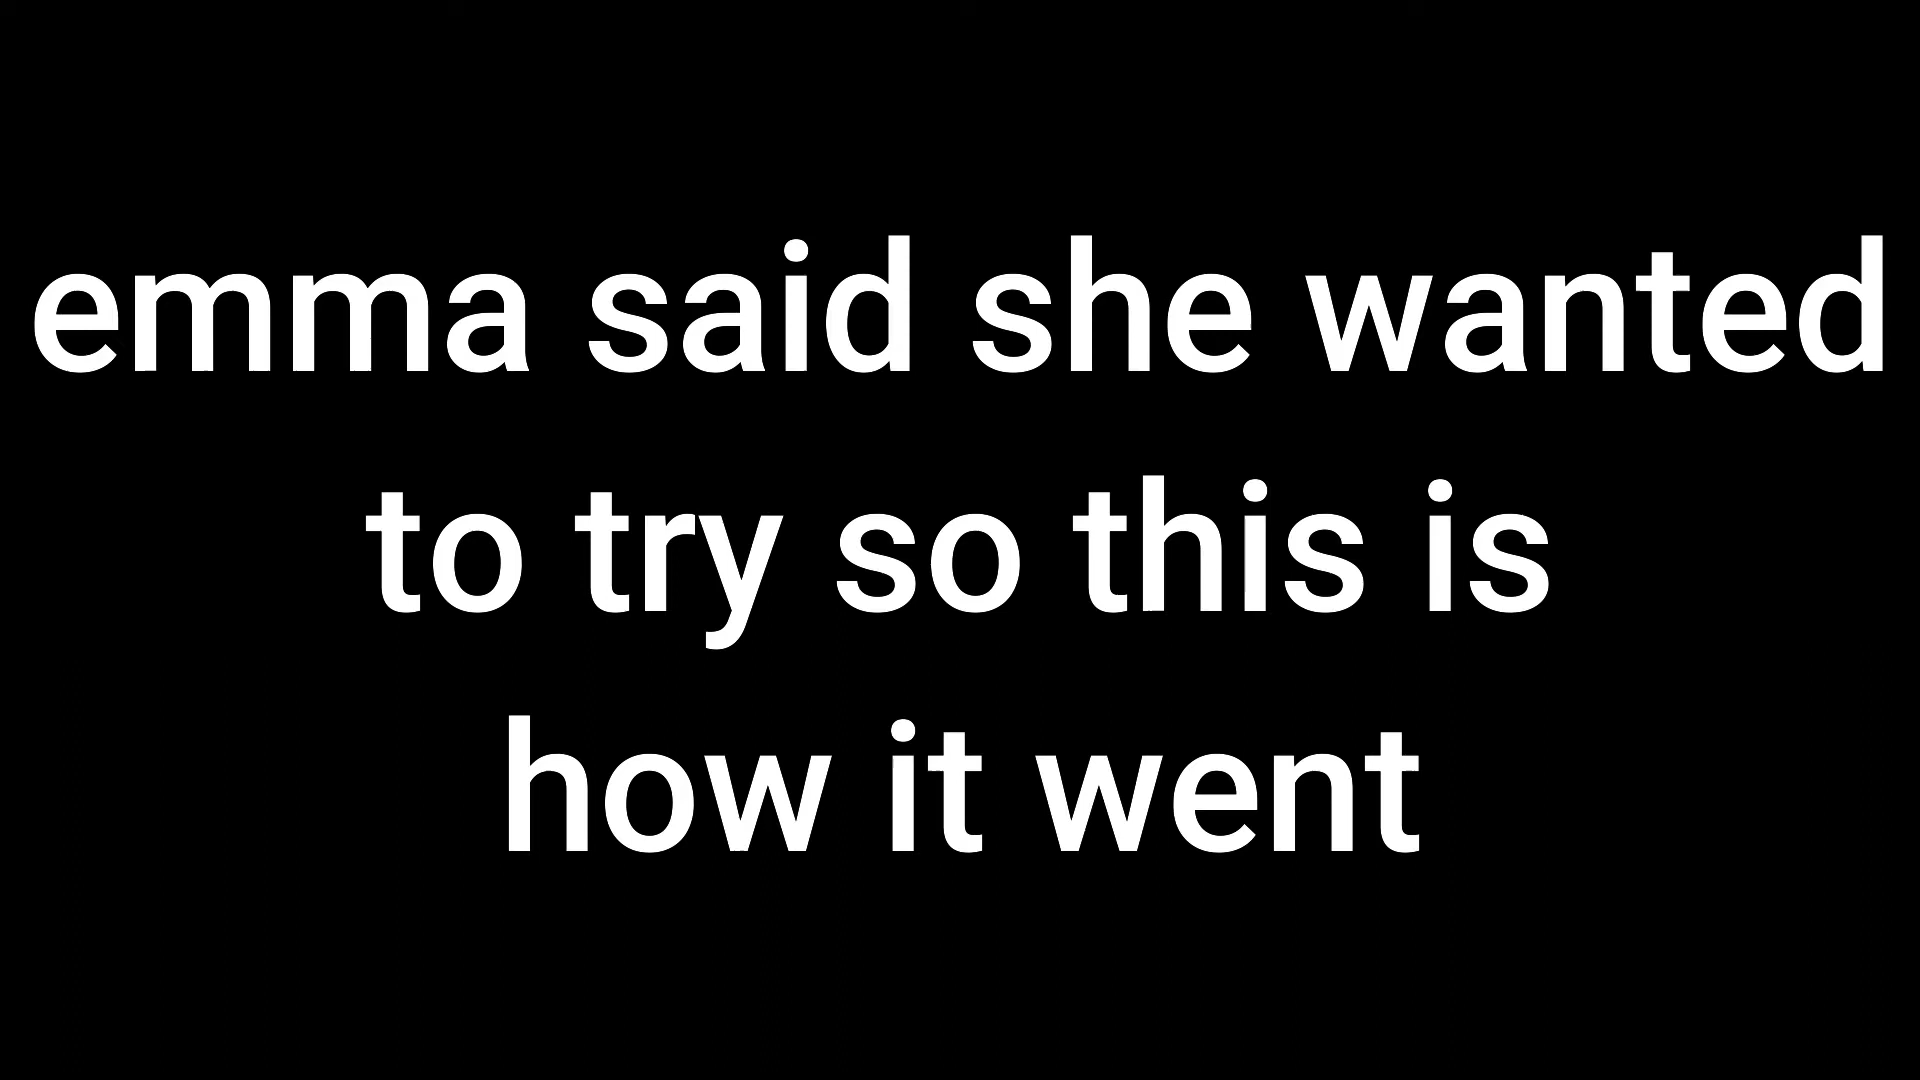 emma said she wanted
to try so this is
how it went